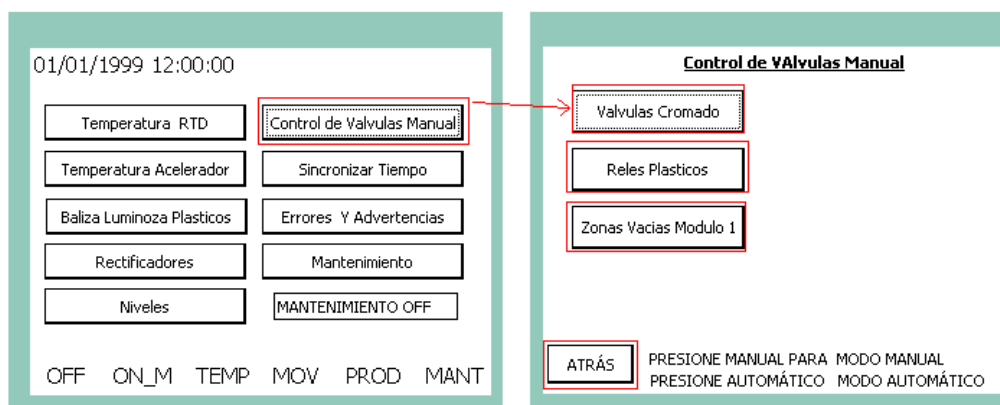 01/01/1999 12:00:00
Temperatura RTD
Control de Valvulas Manual
Temperatura Acelerador
Sincronizar Tiempo
Baliza Luminoza Plasticos
Errores Y Advertencias
Rectificadores
Mantenimiento
Niveles
MANTENIMIENTO OFF
OFF ON_M TEMP MOV PROD MANT
Control de VAlvulas Manual
Valvulas Cromado
Reles Plasticos
Zonas Vacias Modulo 1
ATRÁS
PRESIONE MANUAL PARA MODO MANUAL
PRESIONE AUTOMÁTICO MODO AUTOMÁTICO